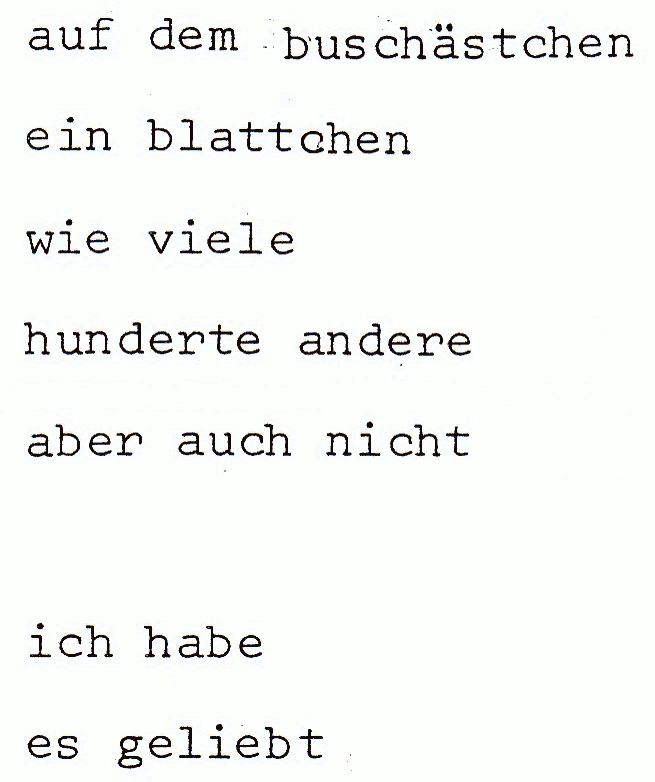 auf dem buschästchen
ein blattchen
wie viele
hunderte andere
aber auch nicht
ich habe
es geliebt